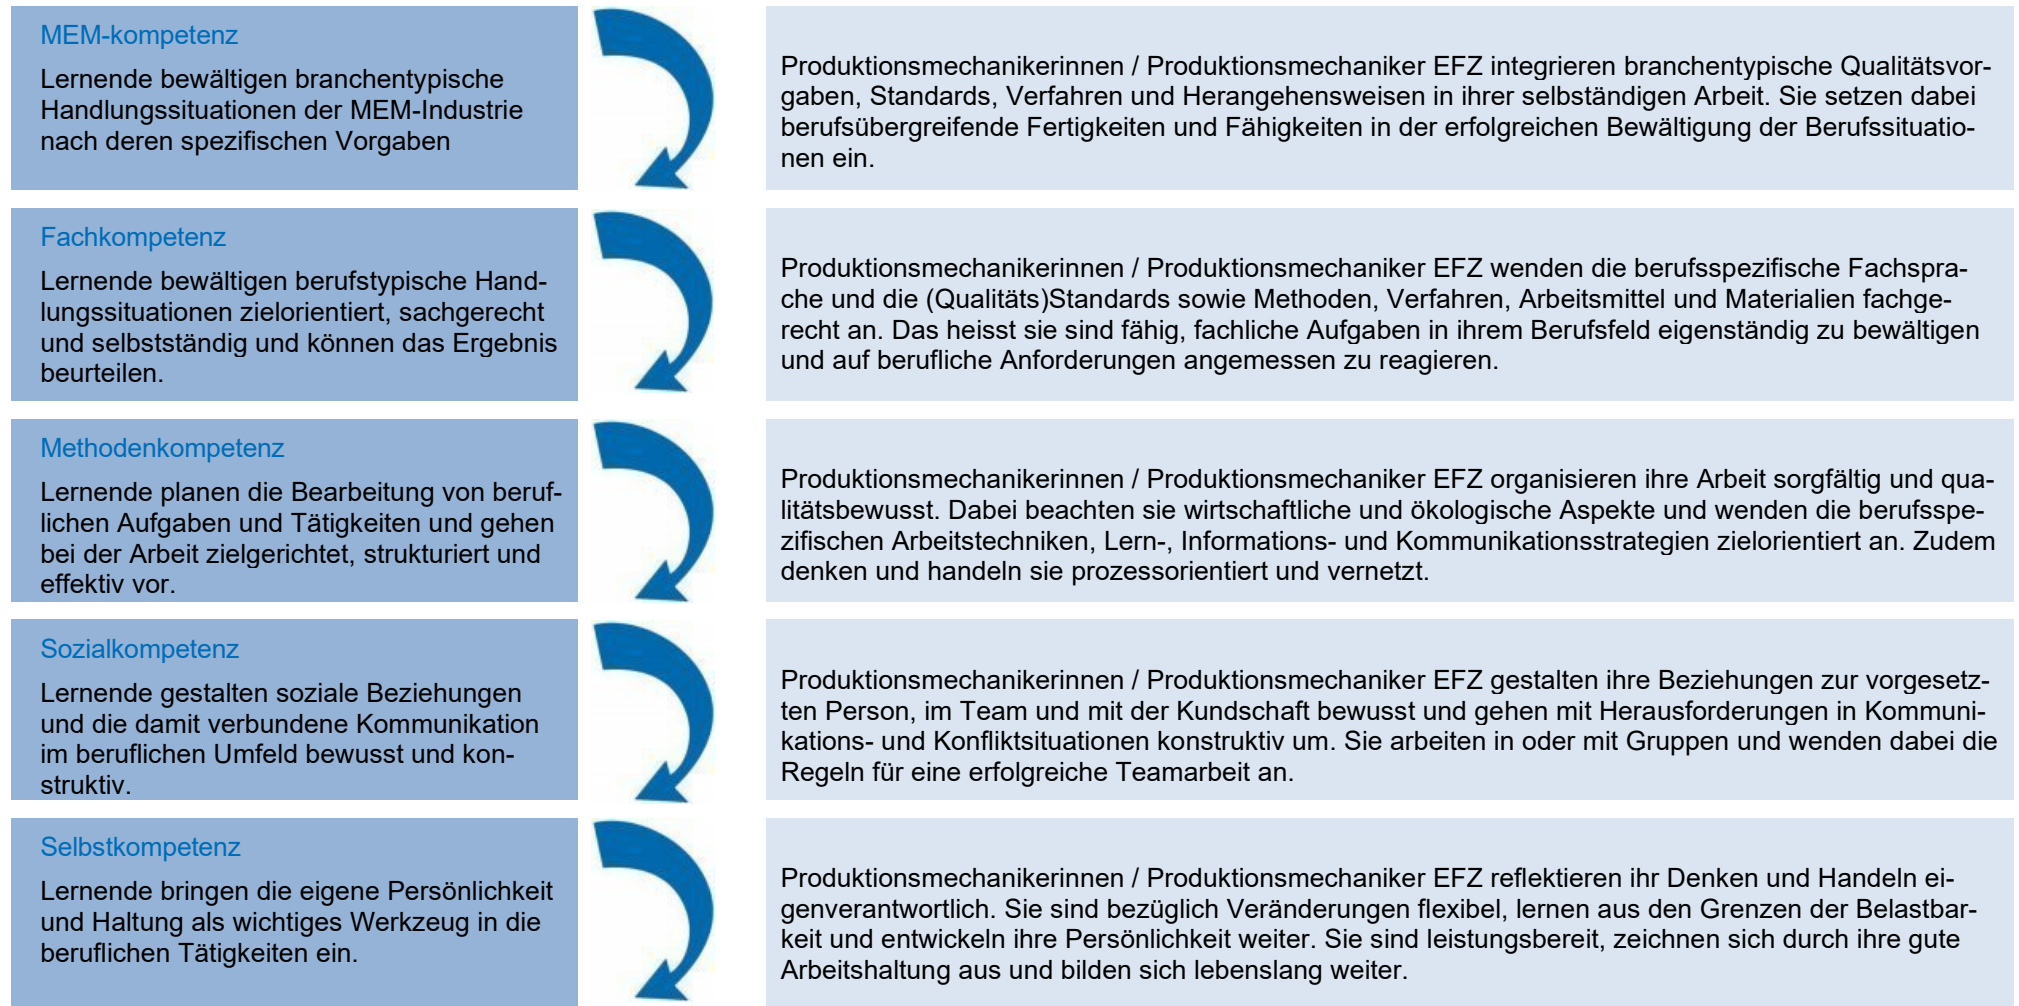 MEM-kompetenz
Lernende bewältigen branchentypische
Handlungssituationen der MEM-Industrie
nach deren spezifischen Vorgaben
Produktionsmechanikerinnen / Produktionsmechaniker EFZ integrieren branchentypische Qualitätsvor-
gaben, Standards, Verfahren und Herangehensweisen in ihrer selbständigen Arbeit. Sie setzen dabei
berufsübergreifende Fertigkeiten und Fähigkeiten in der erfolgreichen Bewältigung der Berufssituatio-
nen ein.
Fachkompetenz
Lernende bewältigen berufstypische Hand-
lungssituationen zielorientiert, sachgerecht
und selbstständig und können das Ergebnis
beurteilen.
Produktionsmechanikerinnen / Produktionsmechaniker EFZ wenden die berufsspezifische Fachspra-
che und die (Qualitäts)Standards sowie Methoden, Verfahren, Arbeitsmittel und Materialien fachge-
recht an. Das heisst sie sind fähig, fachliche Aufgaben in ihrem Berufsfeld eigenständig zu bewältigen
und auf berufliche Anforderungen angemessen zu reagieren.
Methodenkompetenz
Lernende planen die Bearbeitung von beruf-
lichen Aufgaben und Tätigkeiten und gehen
bei der Arbeit zielgerichtet, strukturiert und
effektiv vor.
Produktionsmechanikerinnen / Produktionsmechaniker EFZ organisieren ihre Arbeit sorgfältig und qua-
litätsbewusst. Dabei beachten sie wirtschaftliche und ökologische Aspekte und wenden die berufsspe-
zifischen Arbeitstechniken, Lern-, Informations- und Kommunikationsstrategien zielorientiert an. Zudem
denken und handeln sie prozessorientiert und vernetzt.
Sozialkompetenz
Lernende gestalten soziale Beziehungen
und die damit verbundene Kommunikation
im beruflichen Umfeld bewusst und kon-
struktiv.
Produktionsmechanikerinnen / Produktionsmechaniker EFZ gestalten ihre Beziehungen zur vorgesetz-
ten Person, im Team und mit der Kundschaft bewusst und gehen mit Herausforderungen in Kommuni-
kations- und Konfliktsituationen konstruktiv um. Sie arbeiten in oder mit Gruppen und wenden dabei die
Regeln für eine erfolgreiche Teamarbeit an.
Selbstkompetenz
Lernende bringen die eigene Persönlichkeit
und Haltung als wichtiges Werkzeug in die
beruflichen Tätigkeiten ein.
Produktionsmechanikerinnen / Produktionsmechaniker EFZ reflektieren ihr Denken und Handeln ei-
genverantwortlich. Sie sind bezüglich Veränderungen flexibel, lernen aus den Grenzen der Belastbar-
keit und entwickeln ihre Persönlichkeit weiter. Sie sind leistungsbereit, zeichnen sich durch ihre gute
Arbeitshaltung aus und bilden sich lebenslang weiter.